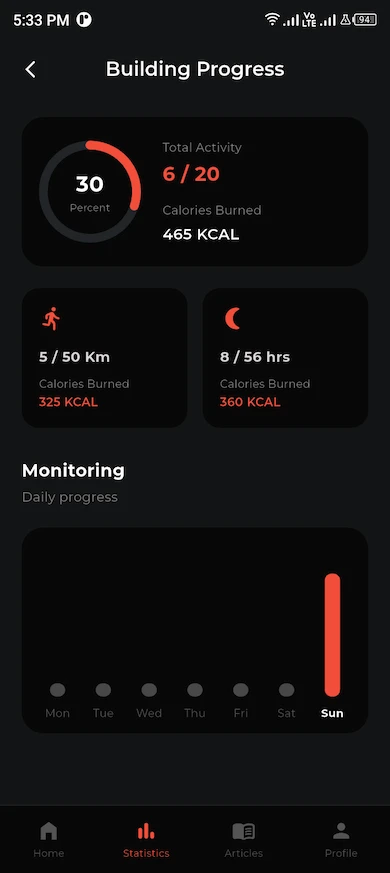 5:33 PM
Vo LTE 94
Building Progress
30
Percent
Total Activity
6 / 20
Calories Burned
465 KCAL
5 / 50 Km
Calories Burned
325 KCAL
8 / 56 hrs
Calories Burned
360 KCAL
Monitoring
Daily progress
Mon Tue Wed Thu Fri Sat Sun
Home Statistics Articles Profile